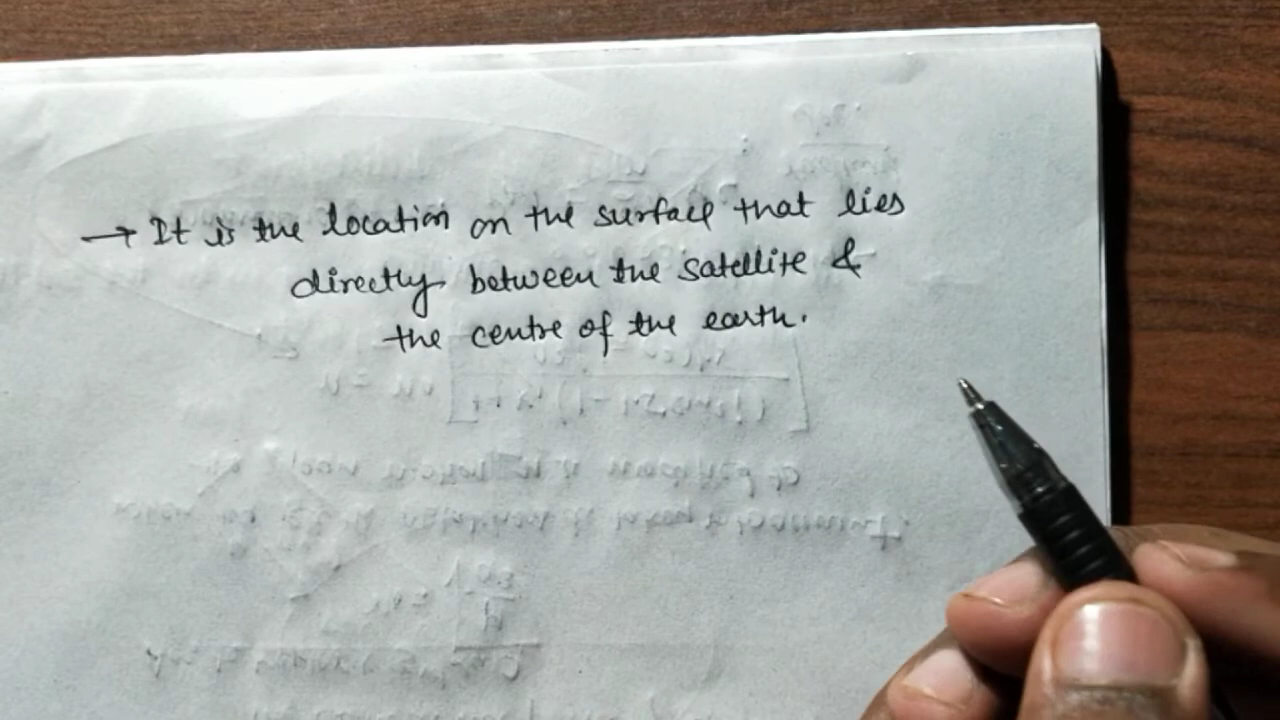 → It is the location on the surface that lies
directly between the satellite &
the centre of the earth.